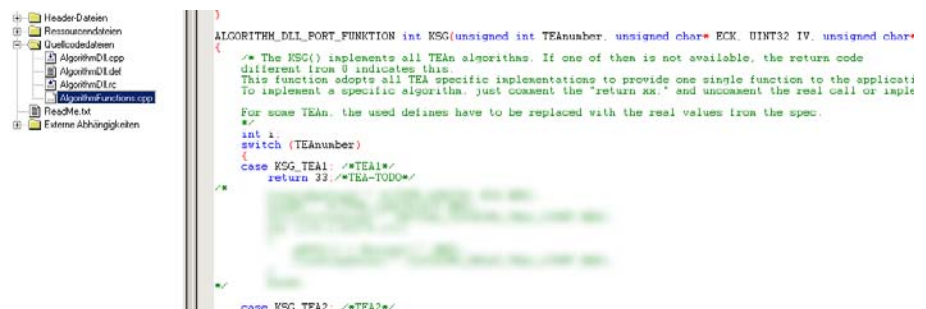 Header-Dateien
Ressourcendateien
Quellcodedateien
AlgorithmDll.cpp
AlgorithmDll.def
AlgorithmDll.rc
AlgorithmFunctions.cpp
ReadMe.txt
Externe Abhängigkeiten
}
ALGORITHM_DLL_PORT_FUNKTION int KSG(unsigned int TEAnumber, unsigned char* ECK, UINT32 IV, unsigned char*
{
/* The KSG() implements all TEAn algorithms. If one of them is not available, the return code
different from 0 indicates this.
This function adopts all TEA specific implementations to provide one single function to the applicati
To implement a specific algorithm, just comment the "return xx;" and uncomment the real call or imple
For some TEAn, the used defines have to be replaced with the real values from the spec.
*/
int i;
switch (TEAnumber)
{
case KSG_TEA1: /*TEA1*/
return 33;/*TEA-TODO*/
/*
*/
case KSG_TEA2: /*TEA2*/